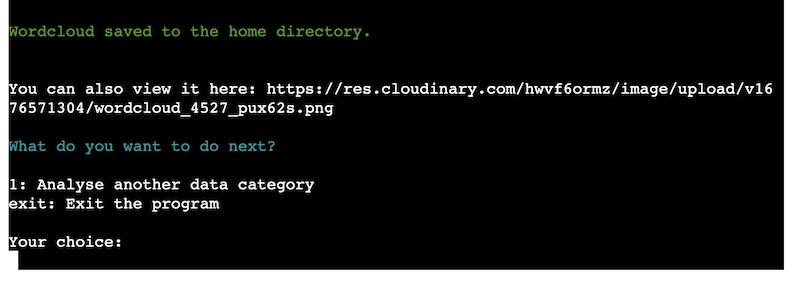 Wordcloud saved to the home directory.
You can also view it here: https://res.cloudinary.com/hwvf6ormz/image/upload/v16
76571304/wordcloud_4527_pux62s.png
What do you want to do next?
1: Analyse another data category
exit: Exit the program
Your choice: